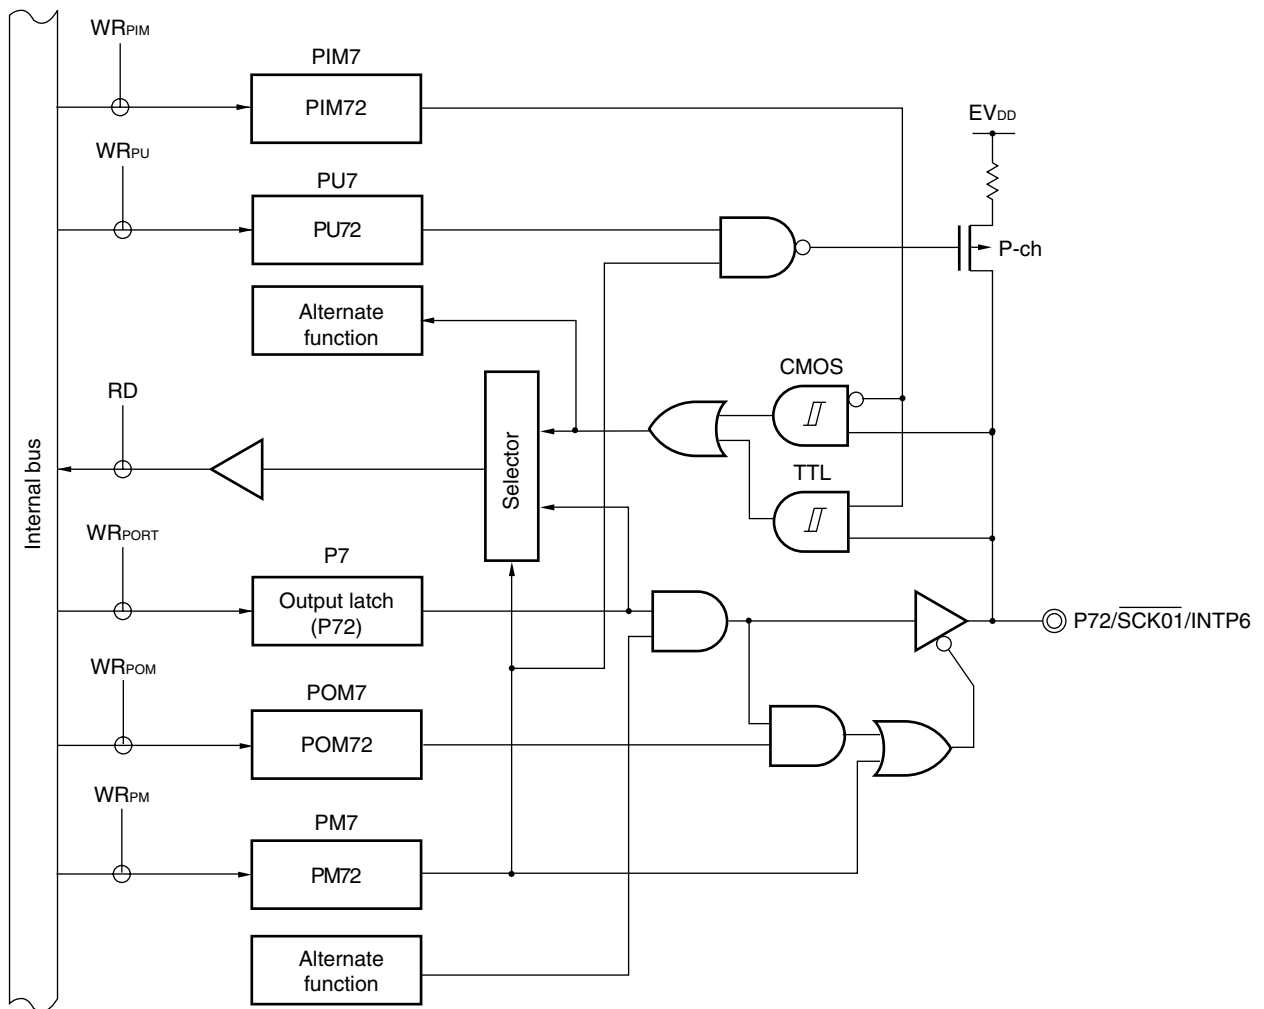 WRPIM
PIM7
PIM72
EVDD
WRPU
PU7
PU72
P-ch
Alternate
function
CMOS
RD
TTL
Selector
Internal bus
WRPORT
P7
Output latch
(P72)
P72/SCK01/INTP6
WRPOM
POM7
POM72
WRPM
PM7
PM72
Alternate
function